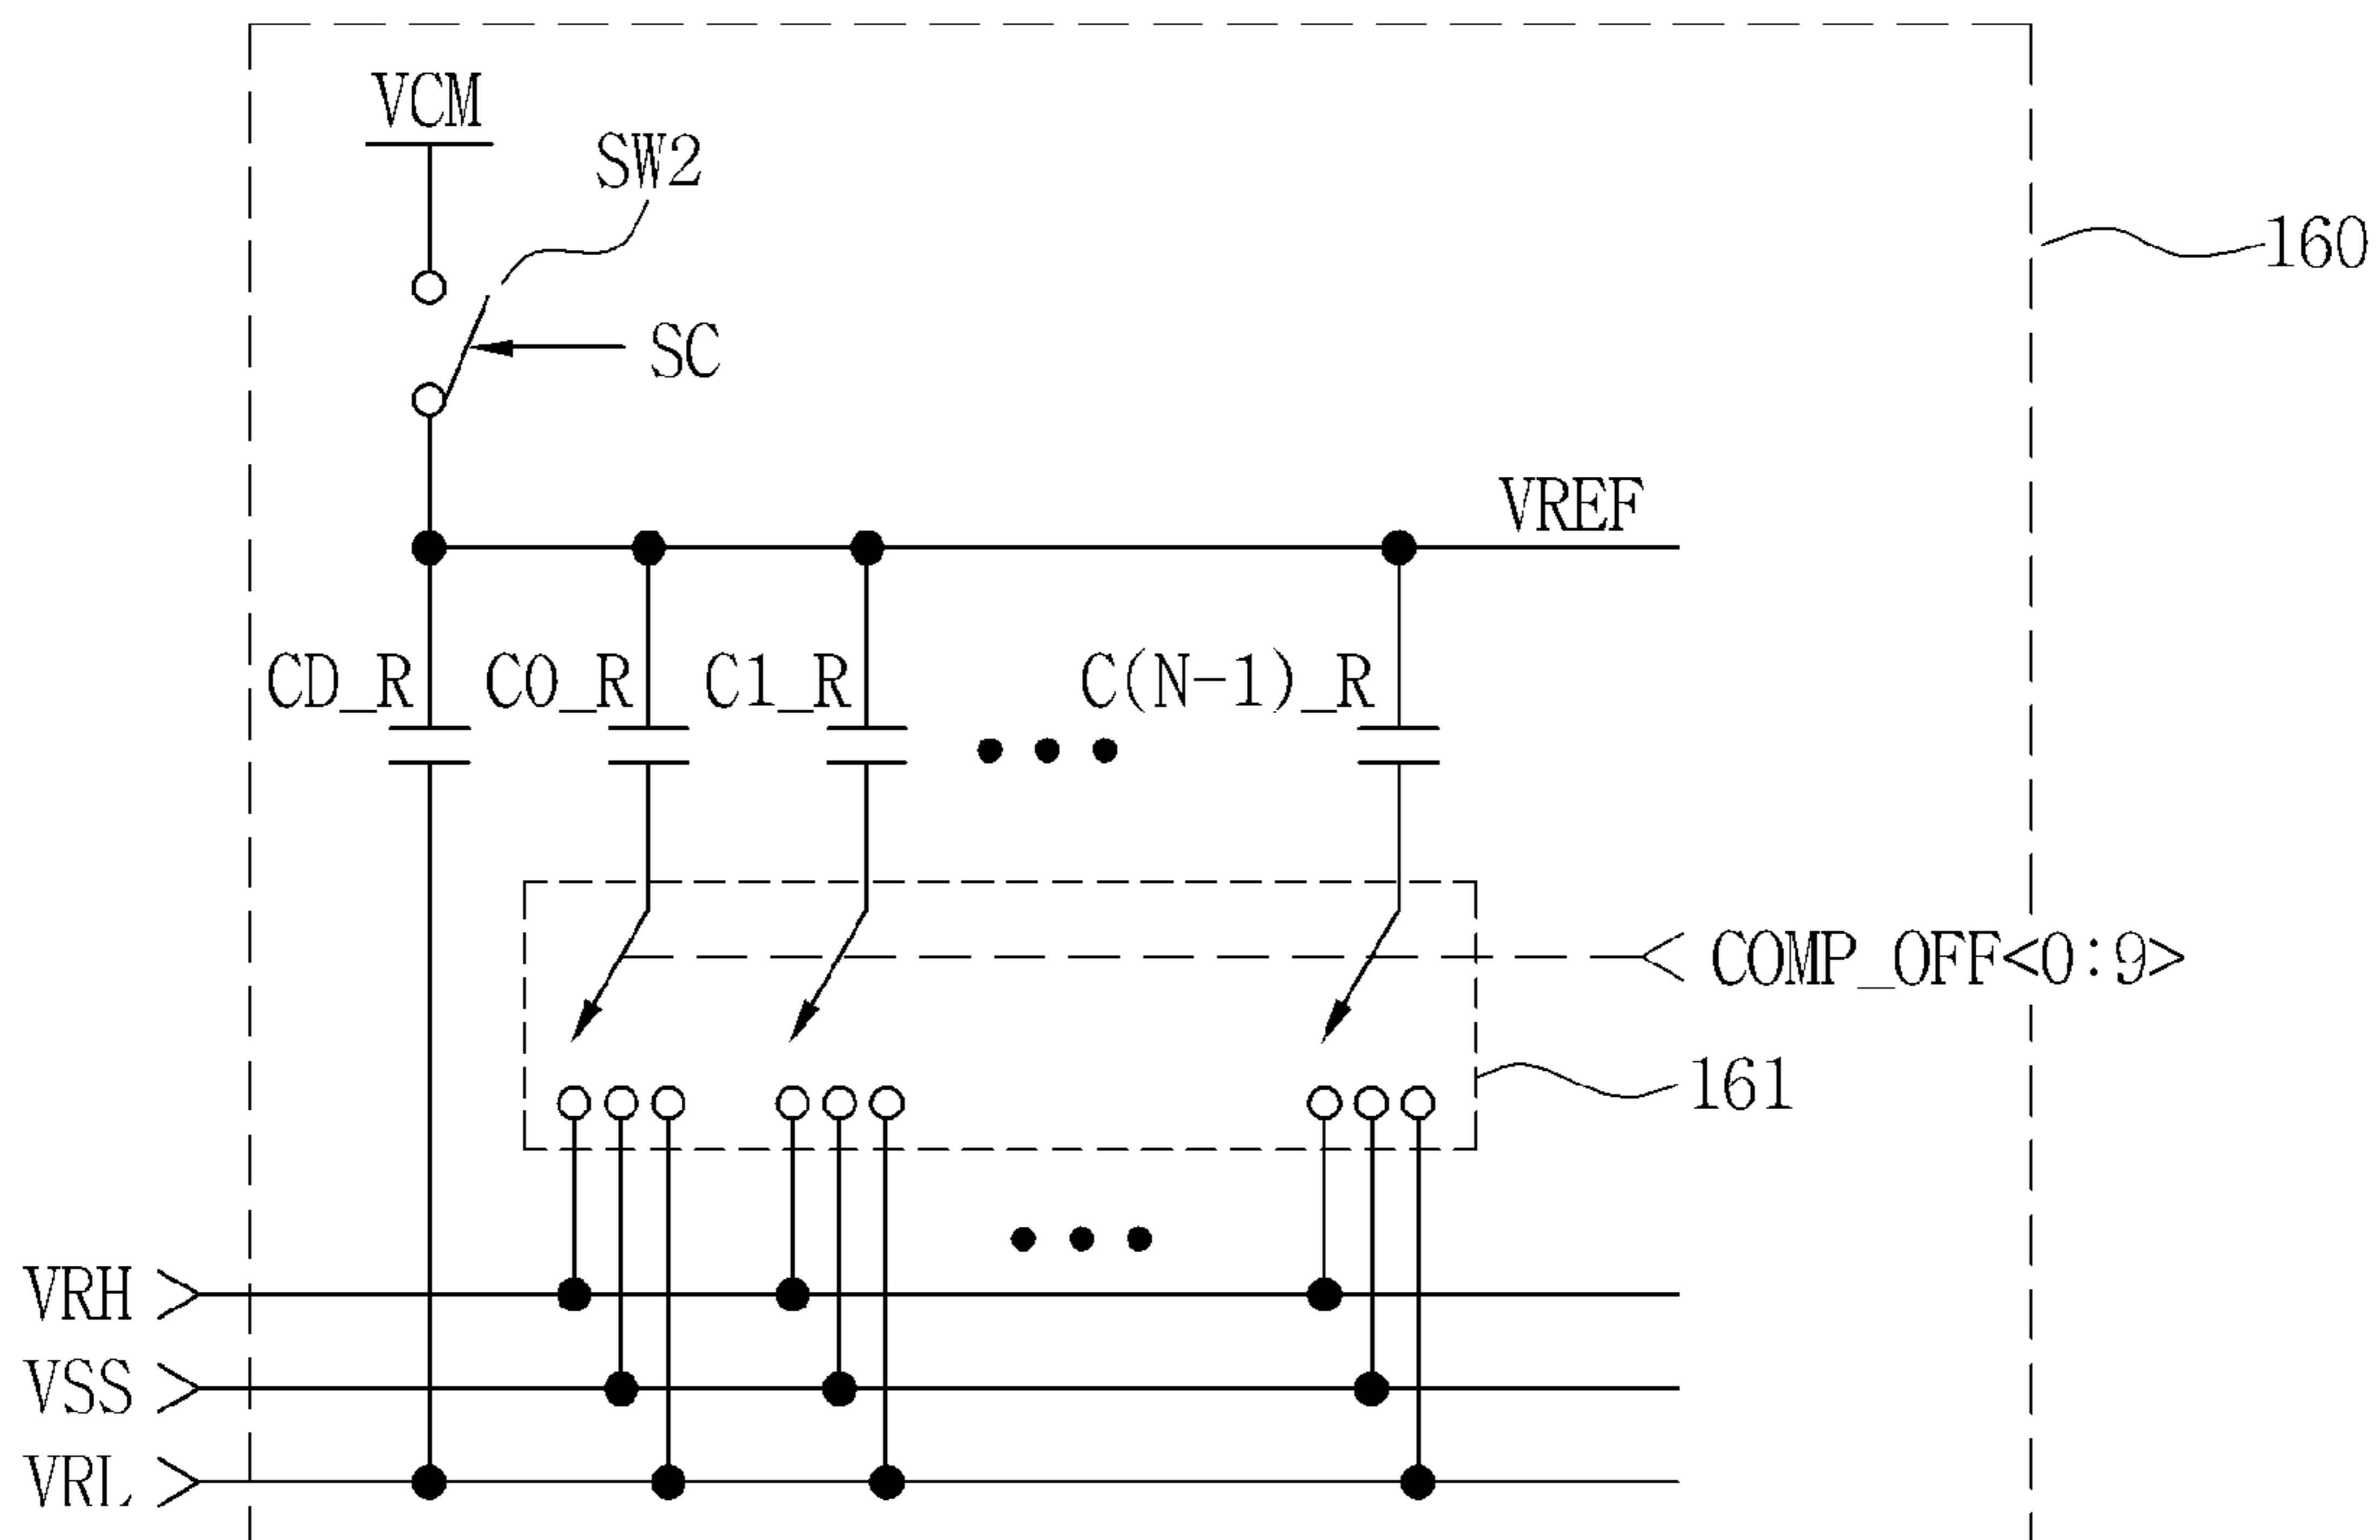 VCM
SW2
160
SC
VREF
CD_R
C0_R
C1_R
C(N-1)_R
COMP_OFF<0:9>
161
VRH
VSS
VRL